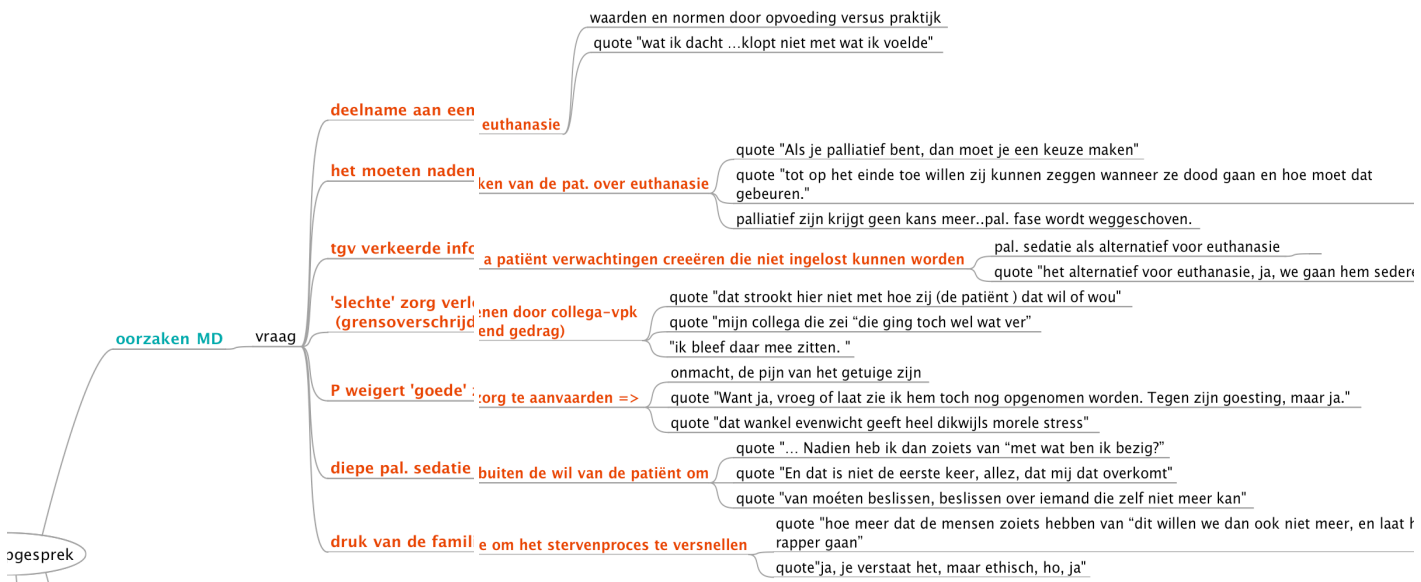 waarden en normen door opvoeding versus praktijk
quote "wat ik dacht ...klopt niet met wat ik voelde"
deelname aan een euthanasie
quote "Als je palliatief bent, dan moet je een keuze maken"
het moeten naden ken van de pat. over euthanasie
quote "tot op het einde toe willen zij kunnen zeggen wanneer ze dood gaan en hoe moet dat
gebeuren."
palliatief zijn krijgt geen kans meer..pal. fase wordt weggeschoven.
tgv verkeerde info a patiënt verwachtingen creeëren die niet ingelost kunnen worden
pal. sedatie als alternatief voor euthanasie
quote "het alternatief voor euthanasie, ja, we gaan hem sedere
'slechte' zorg verle enen door collega-vpk
(grensoverschrijd end gedrag)
quote "dat strookt hier niet met hoe zij (de patiënt ) dat wil of wou"
quote "mijn collega die zei “die ging toch wel wat ver”
"ik bleef daar mee zitten. "
oorzaken MD
vraag
P weigert 'goede' zorg te aanvaarden =>
onmacht, de pijn van het getuige zijn
quote "Want ja, vroeg of laat zie ik hem toch nog opgenomen worden. Tegen zijn goesting, maar ja."
quote "dat wankel evenwicht geeft heel dikwijls morele stress"
diepe pal. sedatie buiten de wil van de patiënt om
quote "... Nadien heb ik dan zoiets van “met wat ben ik bezig?”
quote "En dat is niet de eerste keer, allez, dat mij dat overkomt"
quote "van moéten beslissen, beslissen over iemand die zelf niet meer kan"
druk van de famili e om het stervenproces te versnellen
quote "hoe meer dat de mensen zoiets hebben van “dit willen we dan ook niet meer, en laat h
rapper gaan”
quote"ja, je verstaat het, maar ethisch, ho, ja"
ogesprek